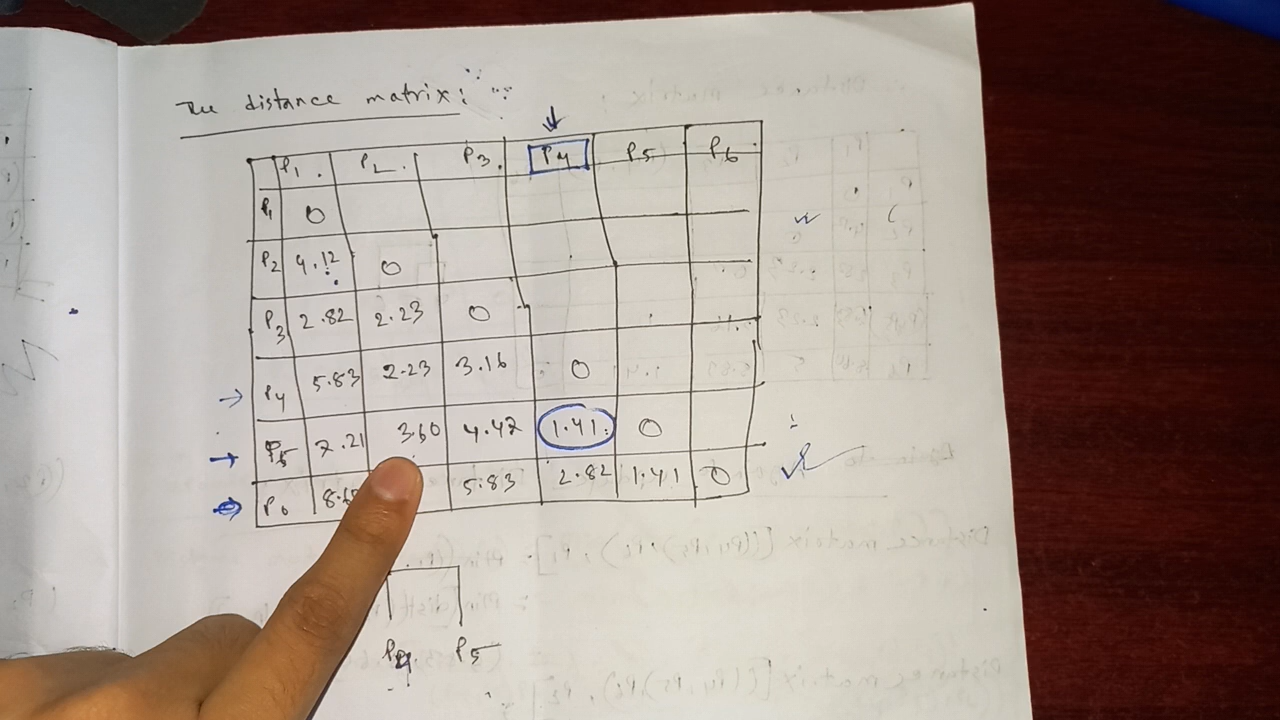 The distance matrix:
P1 . P2 . P3 . P4 P5 P6
P1 0
P2 4.12 0
P3 2.82 2.23 0
P4 5.83 2.23 3.16 0
P5 7.21 3.60 4.47 1.41 0
P6 5.83 2.82 1.41 0
P4 P5